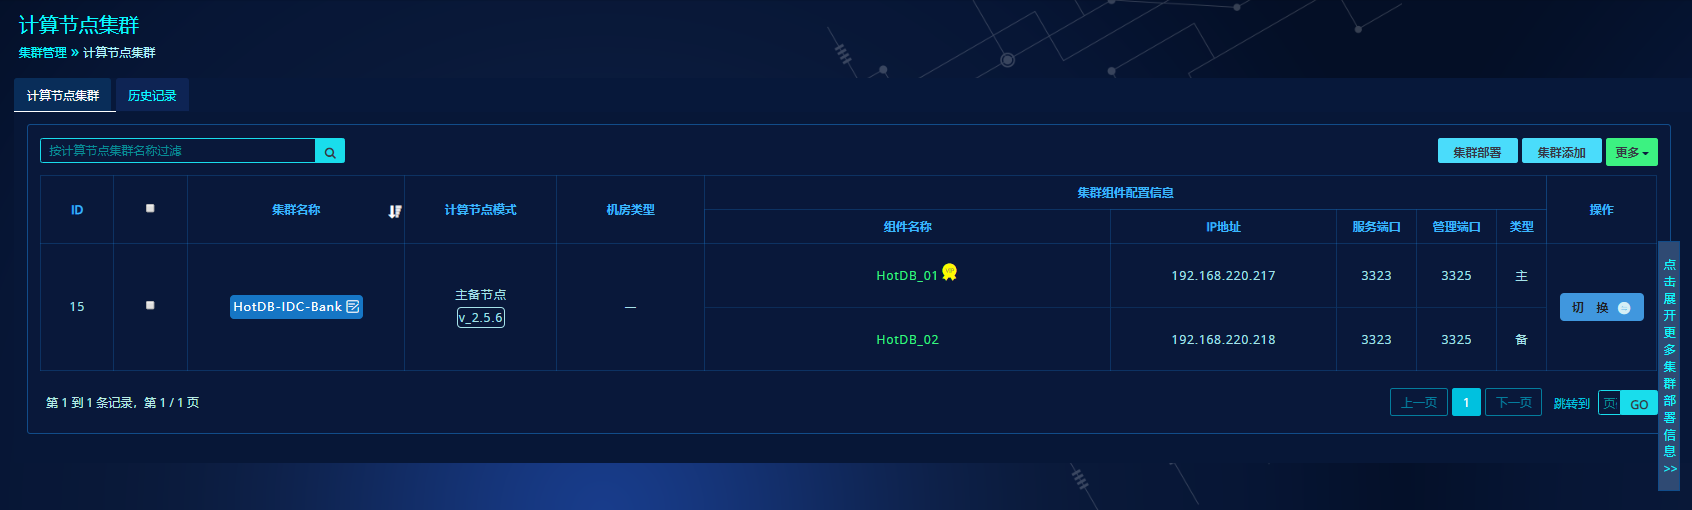 计算节点集群
集群管理 » 计算节点集群
计算节点集群 历史记录
按计算节点集群名称过滤 集群部署 集群添加 更多
ID 集群名称 计算节点模式 机房类型 集群组件配置信息 操作
组件名称 IP地址 服务端口 管理端口 类型
15 HotDB-IDC-Bank 主备节点 v_2.5.6 — HotDB_01 VIP 192.168.220.217 3323 3325 主 切 换
HotDB_02 192.168.220.218 3323 3325 备
第 1 到 1 条记录，第 1 / 1 页 上一页 1 下一页 跳转到 页 GO
点击展开更多集群部署信息>>